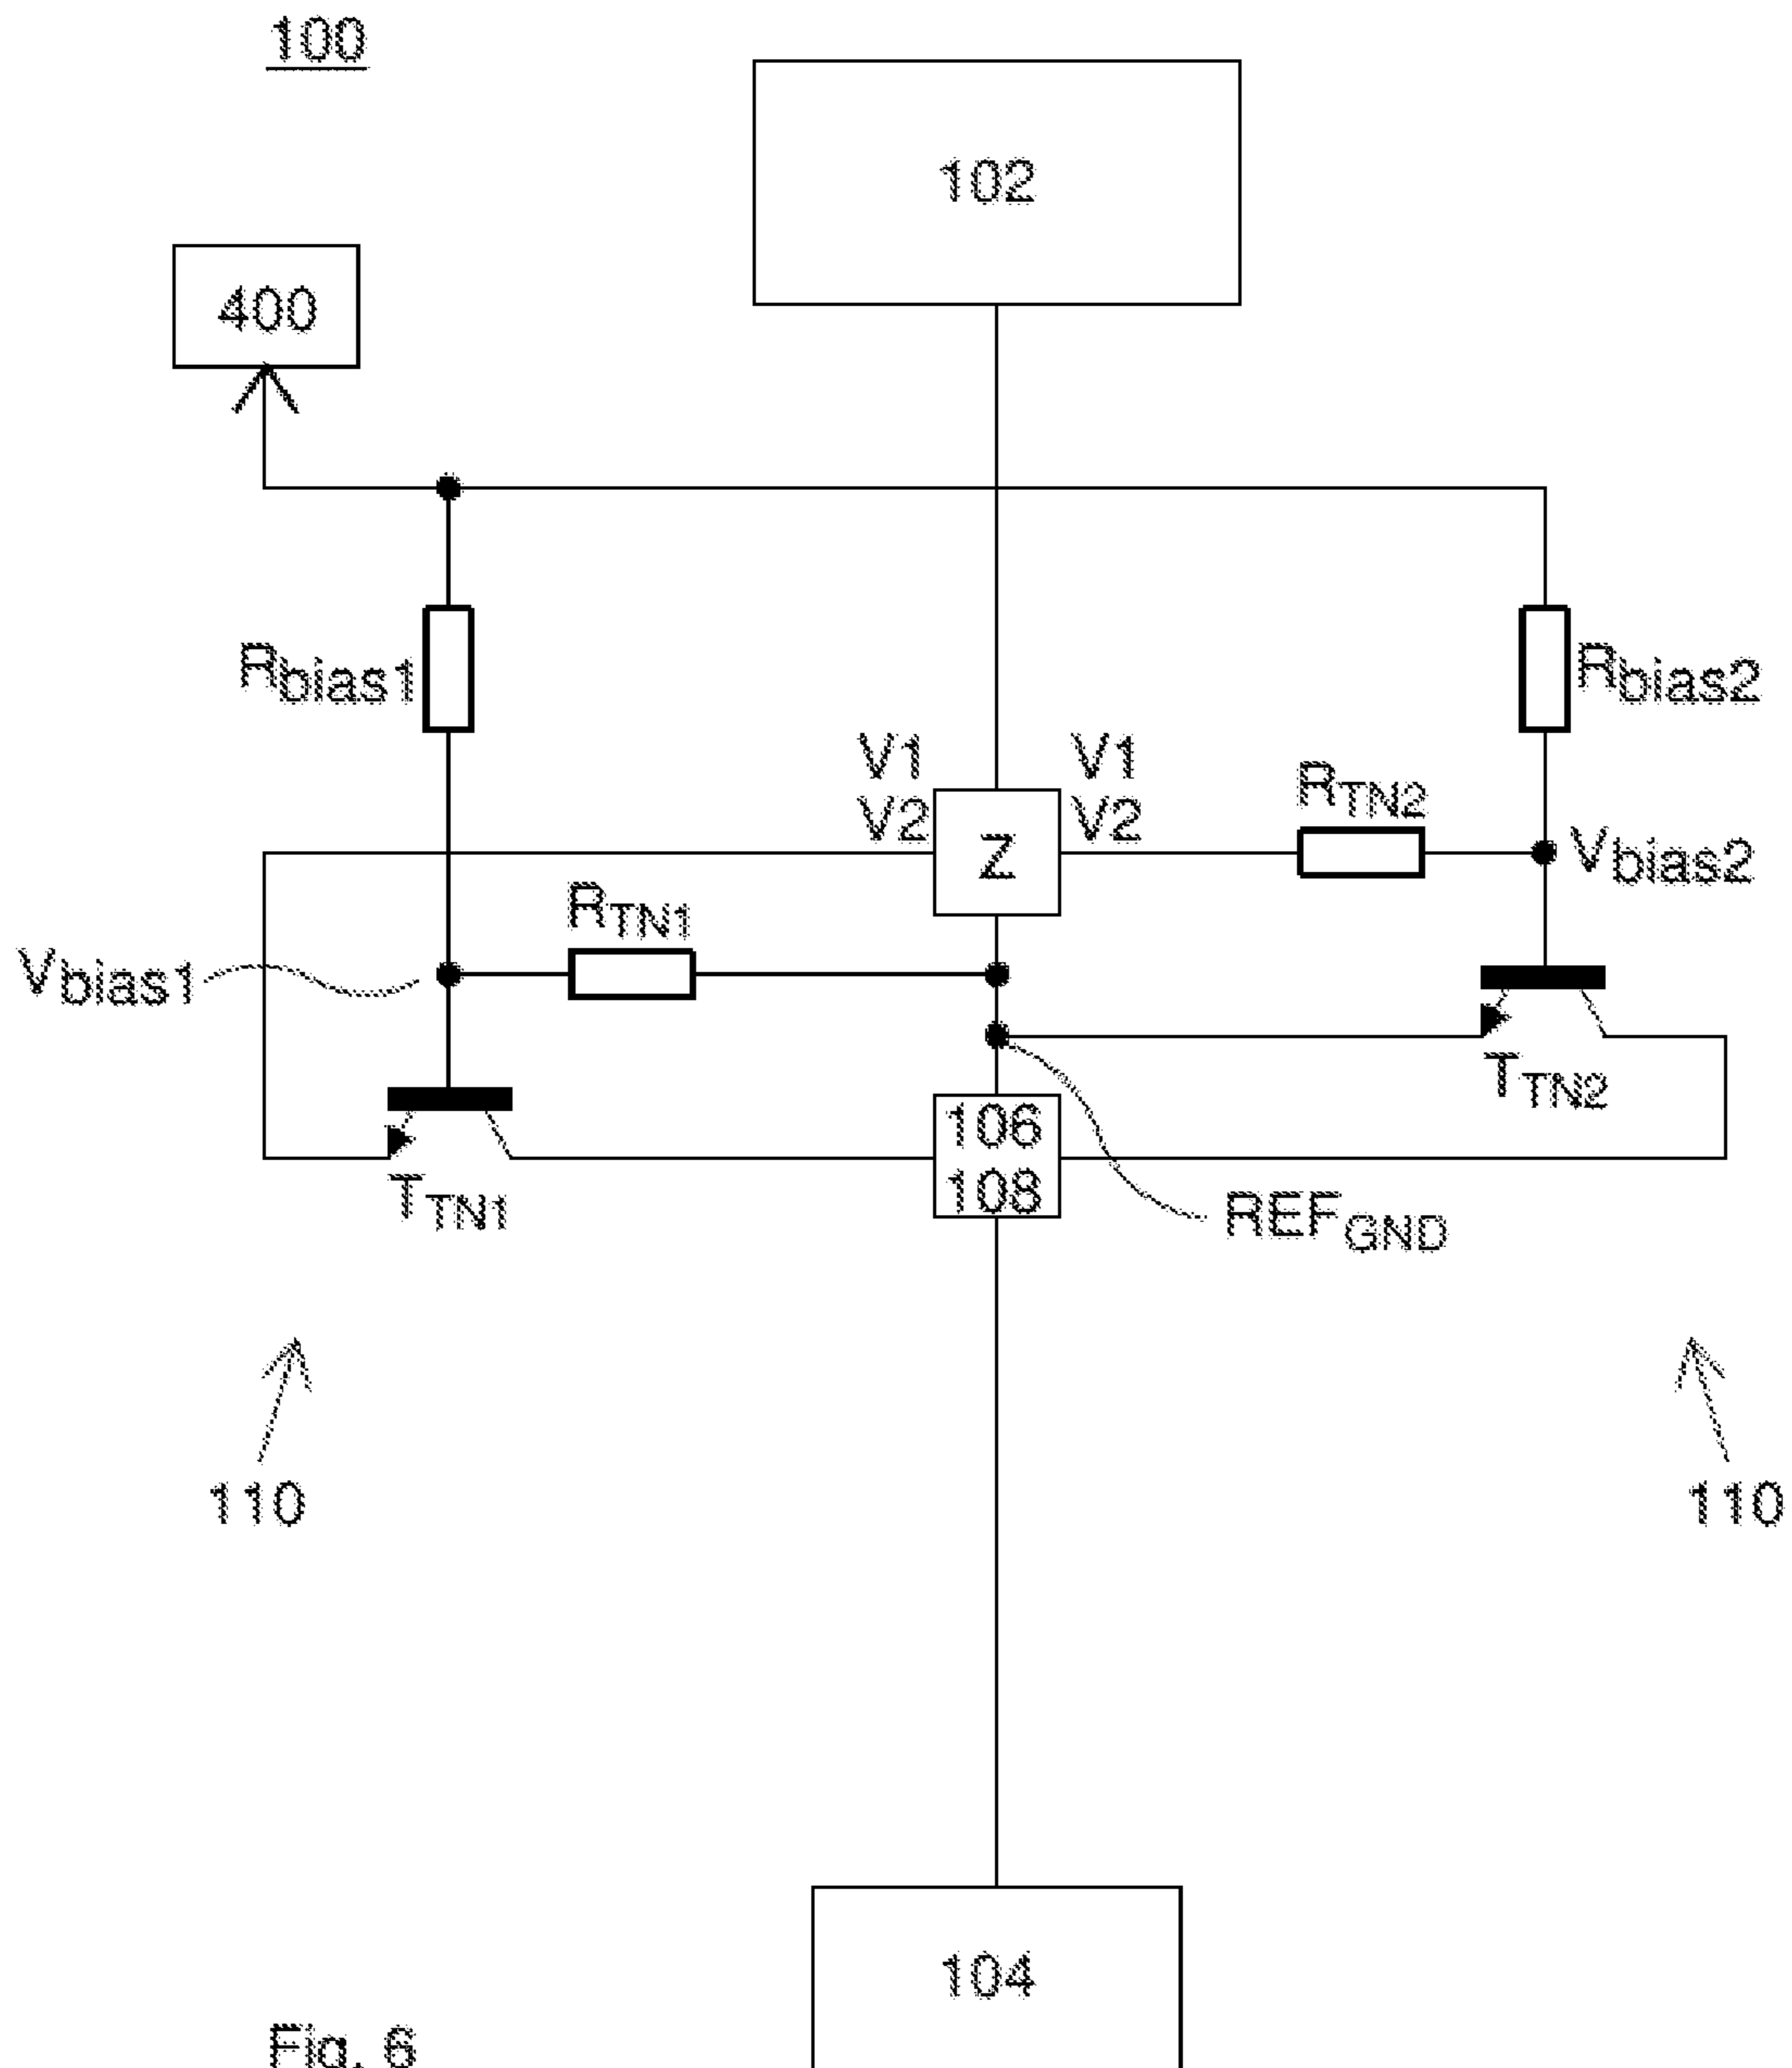 100
102
400
Rbias1
Rbias2
V1
V1
V2
V2
RTN2
Z
Vbias2
RTN1
Vbias1
106
TTN2
108
TTN1
REFGND
110
110
104
Fig. 6